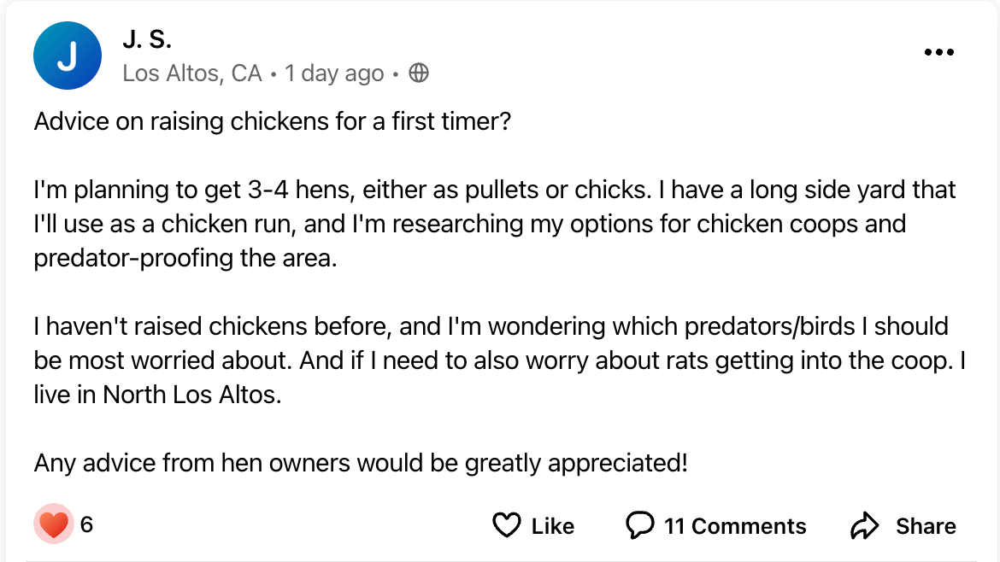 J
J. S.
Los Altos, CA • 1 day ago •
Advice on raising chickens for a first timer?
I'm planning to get 3-4 hens, either as pullets or chicks. I have a long side yard that
I'll use as a chicken run, and I'm researching my options for chicken coops and
predator-proofing the area.
I haven't raised chickens before, and I'm wondering which predators/birds I should
be most worried about. And if I need to also worry about rats getting into the coop. I
live in North Los Altos.
Any advice from hen owners would be greatly appreciated!
6 Like 11 Comments Share